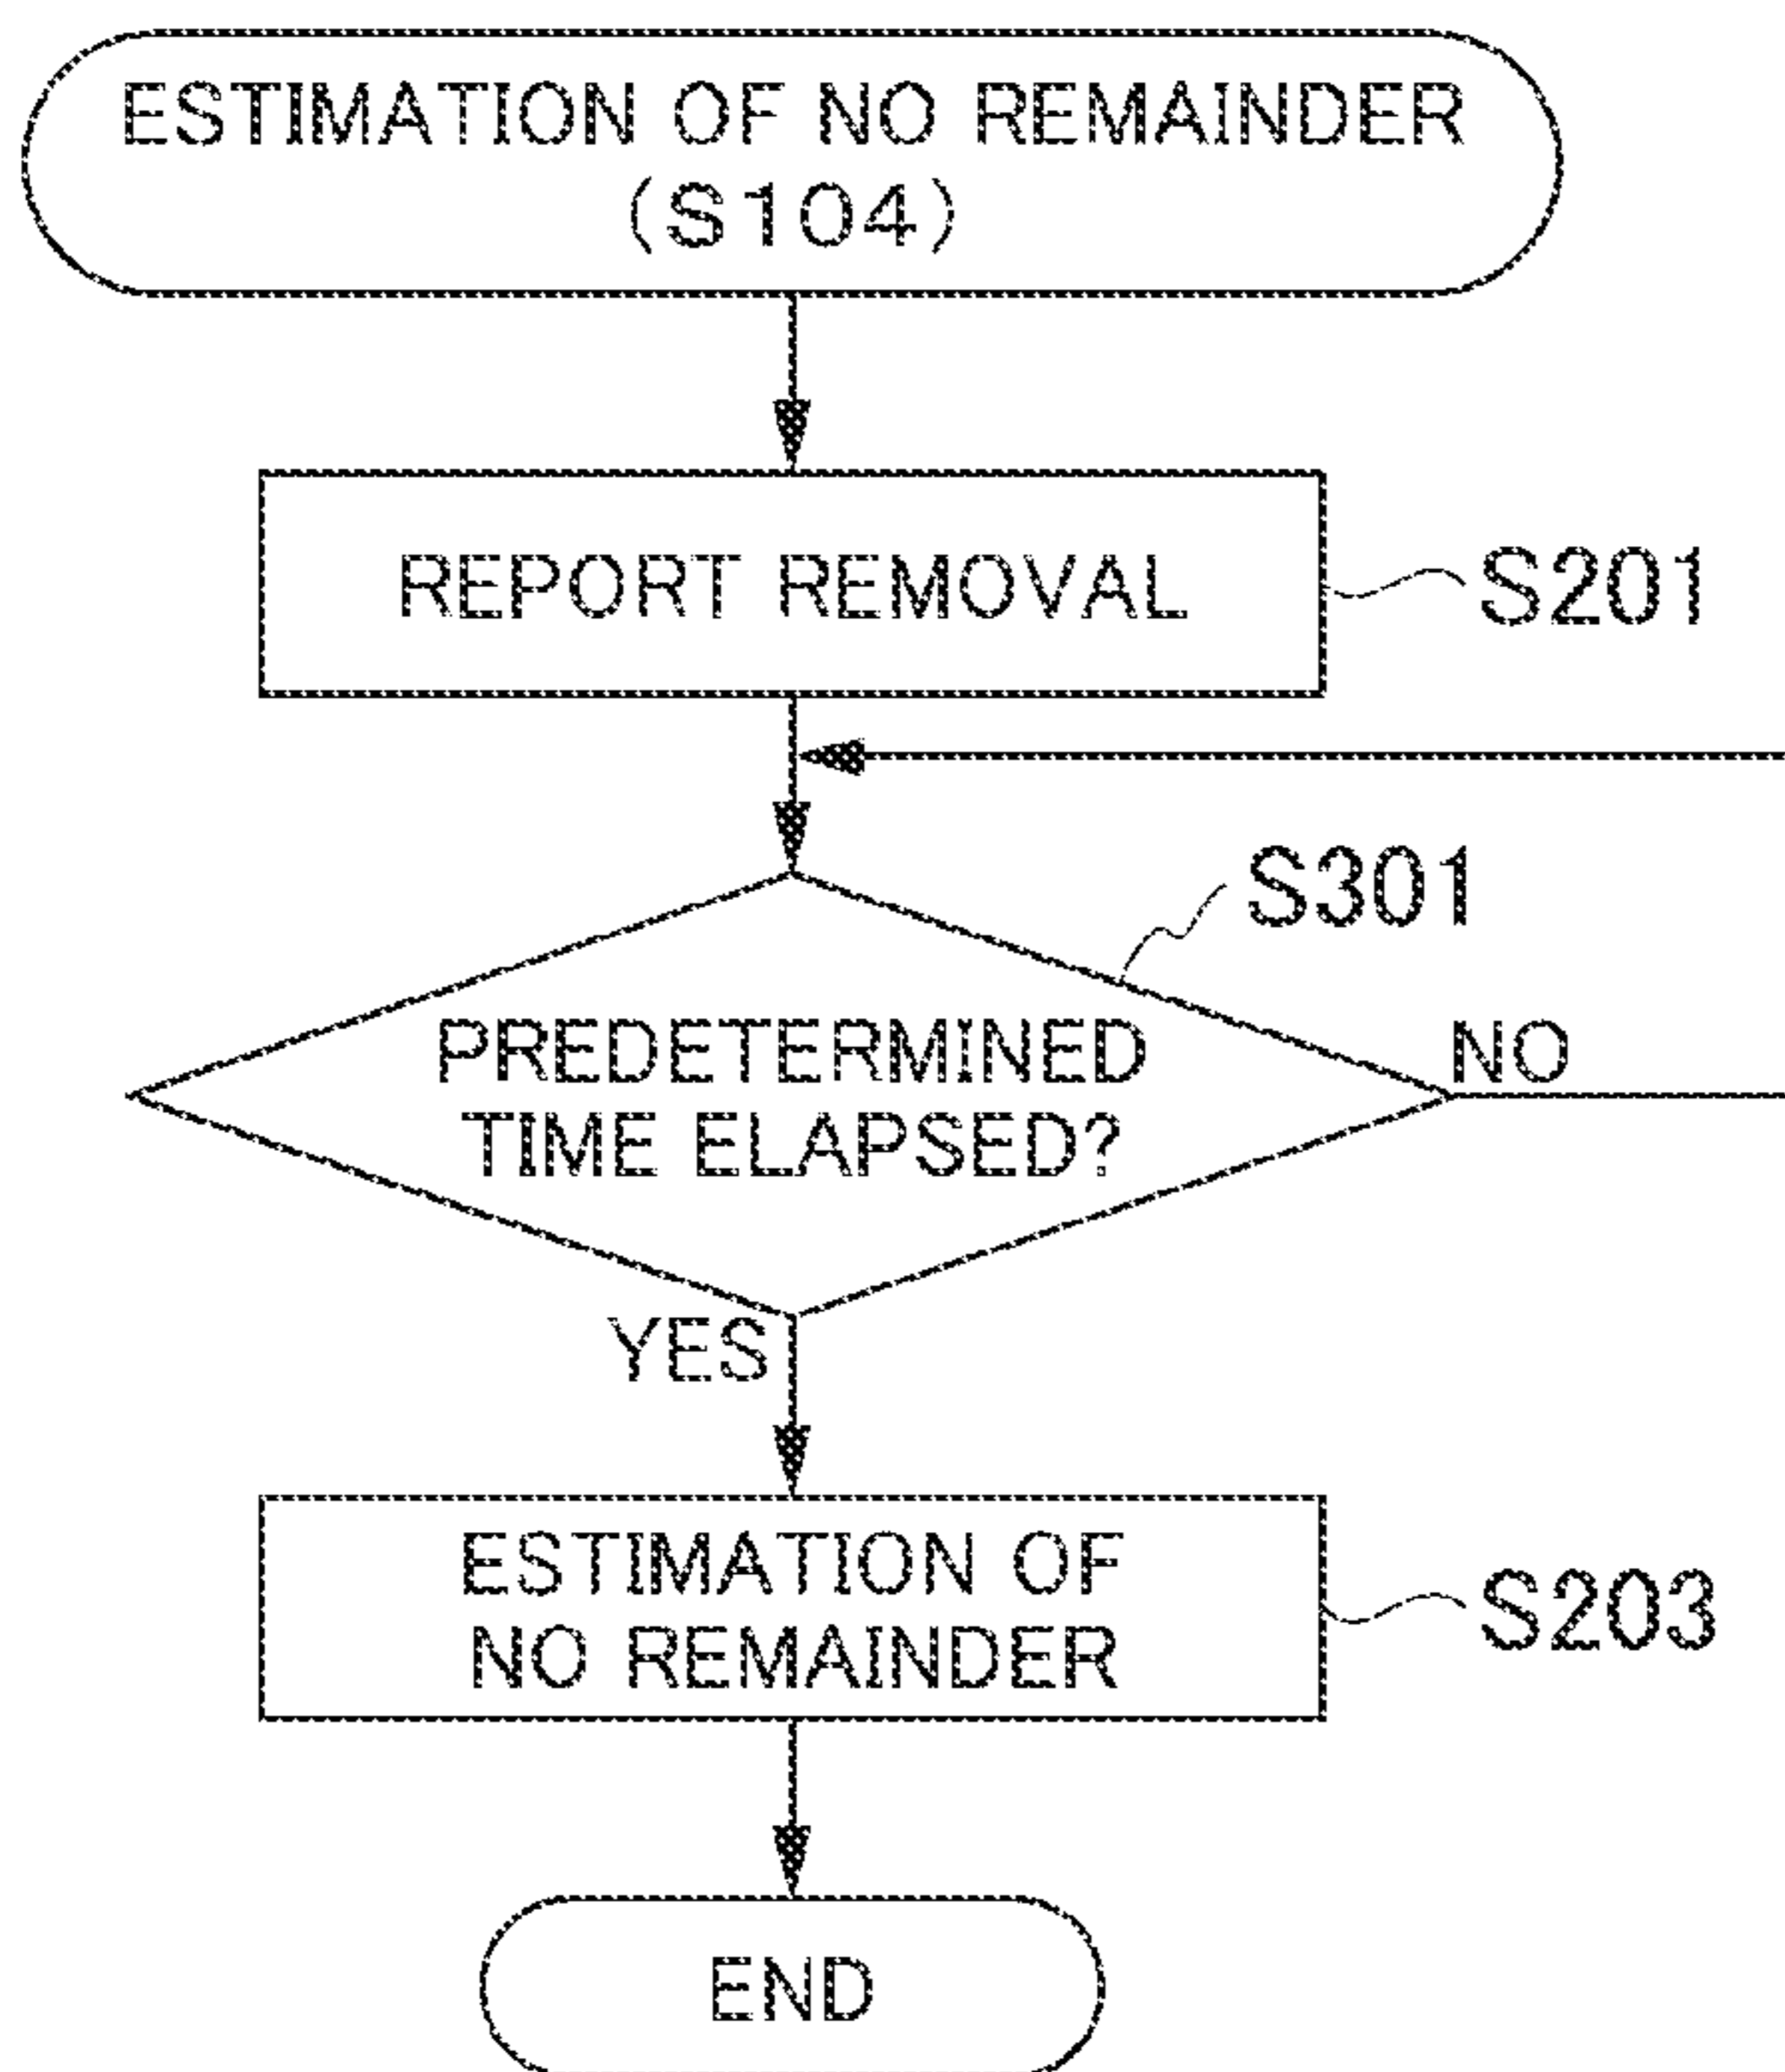 ESTIMATION OF NO REMAINDER
(S104)
REPORT REMOVAL
S201
S301
PREDETERMINED
TIME ELAPSED?
NO
YES
ESTIMATION OF
NO REMAINDER
S203
END